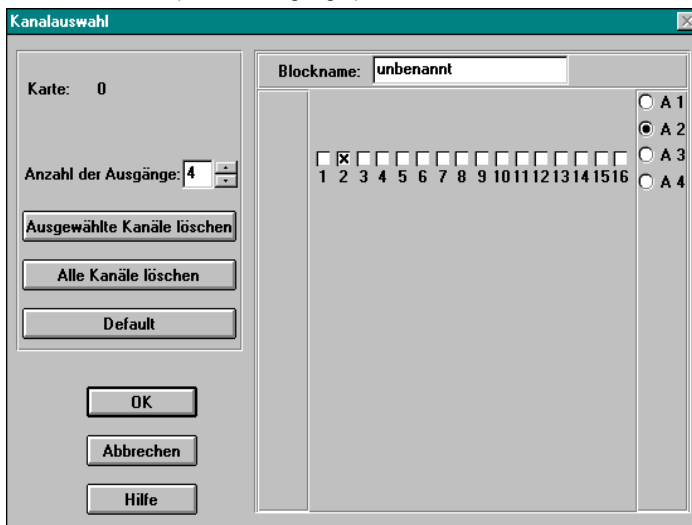 Kanalauswahl
Karte: 0
Anzahl der Ausgänge: 4
Ausgewählte Kanäle löschen
Alle Kanäle löschen
Default
OK
Abbrechen
Hilfe
Blockname: unbenannt
1 2 3 4 5 6 7 8 9 10 11 12 13 14 15 16
A 1
A 2
A 3
A 4